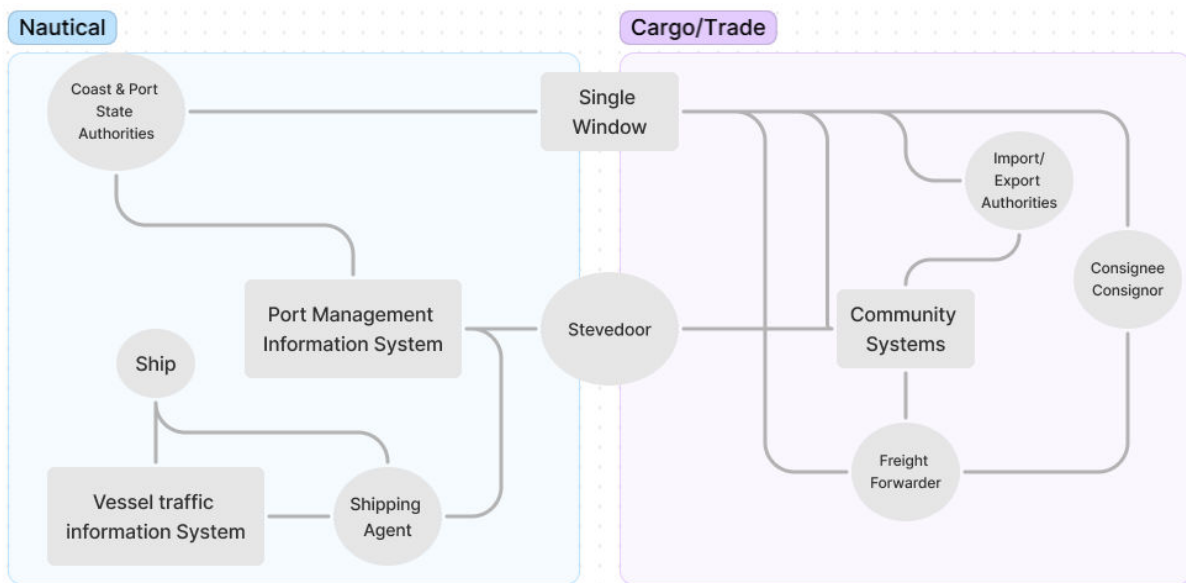 Nautical
Cargo/Trade
Coast & Port
State
Authorities
Single
Window
Import/
Export
Authorities
Consignee
Consignor
Port Management
Information System
Stevedoor
Community
Systems
Ship
Freight
Forwarder
Vessel traffic
information System
Shipping
Agent